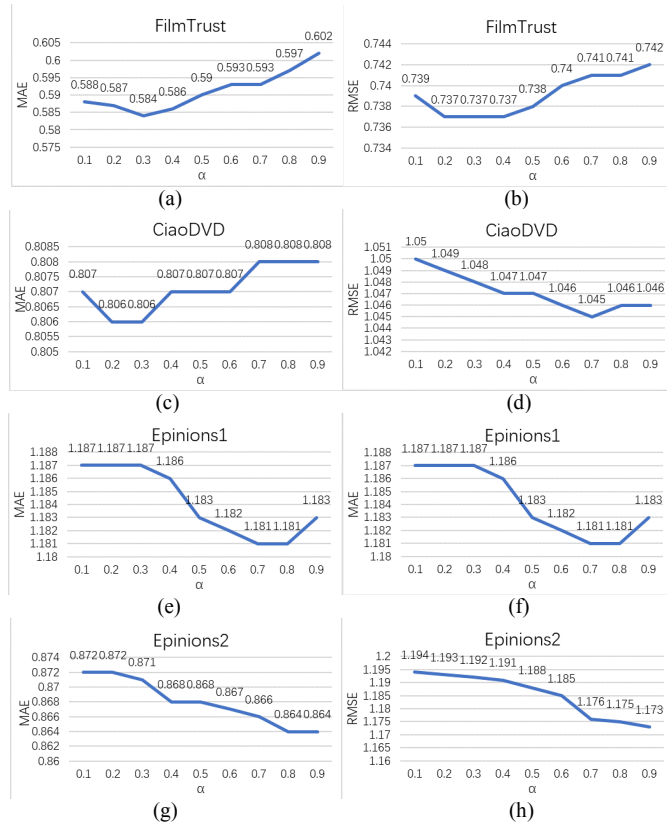 FilmTrust
MAE
0.605
0.6
0.595
0.59
0.585
0.58
0.575
0.588 0.587 0.584 0.586 0.59 0.593 0.593 0.597 0.602
0.1 0.2 0.3 0.4 0.5 0.6 0.7 0.8 0.9
α
(a)
FilmTrust
RMSE
0.744
0.742
0.74
0.738
0.736
0.734
0.739 0.737 0.737 0.737 0.738 0.74 0.741 0.741 0.742
0.1 0.2 0.3 0.4 0.5 0.6 0.7 0.8 0.9
α
(b)
CiaoDVD
MAE
0.8085
0.808
0.8075
0.807
0.8065
0.806
0.8055
0.805
0.807 0.806 0.806 0.807 0.807 0.807 0.808 0.808 0.808
0.1 0.2 0.3 0.4 0.5 0.6 0.7 0.8 0.9
α
(c)
CiaoDVD
RMSE
1.051
1.05
1.049
1.048
1.047
1.046
1.045
1.044
1.043
1.042
1.05 1.049 1.048 1.047 1.047 1.046 1.045 1.046 1.046
0.1 0.2 0.3 0.4 0.5 0.6 0.7 0.8 0.9
α
(d)
Epinions1
MAE
1.188
1.187
1.186
1.185
1.184
1.183
1.182
1.181
1.18
1.187 1.187 1.187 1.186 1.183 1.182 1.181 1.181 1.183
0.1 0.2 0.3 0.4 0.5 0.6 0.7 0.8 0.9
α
(e)
Epinions1
MAE
1.188
1.187
1.186
1.185
1.184
1.183
1.182
1.181
1.18
1.187 1.187 1.187 1.186 1.183 1.182 1.181 1.181 1.183
0.1 0.2 0.3 0.4 0.5 0.6 0.7 0.8 0.9
α
(f)
Epinions2
MAE
0.874
0.872
0.87
0.868
0.866
0.864
0.862
0.86
0.872 0.872 0.871 0.868 0.868 0.867 0.866 0.864 0.864
0.1 0.2 0.3 0.4 0.5 0.6 0.7 0.8 0.9
α
(g)
Epinions2
RMSE
1.2
1.195
1.19
1.185
1.18
1.175
1.17
1.165
1.16
1.194 1.193 1.192 1.191 1.188 1.185 1.176 1.175 1.173
0.1 0.2 0.3 0.4 0.5 0.6 0.7 0.8 0.9
α
(h)